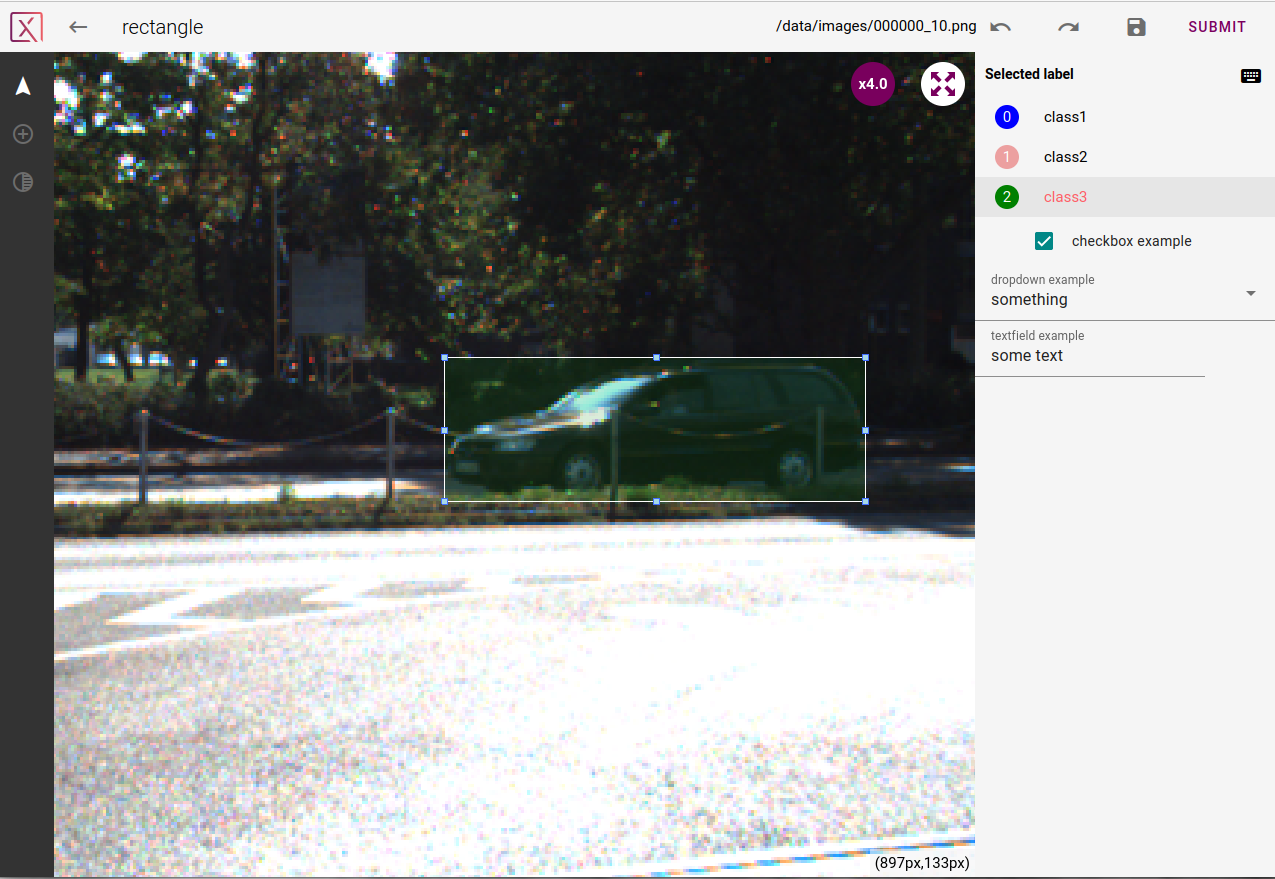 rectangle
/data/images/000000_10.png
SUBMIT
x4.0
Selected label
0 class1
1 class2
2 class3
checkbox example
dropdown example
something
textfield example
some text
(897px,133px)